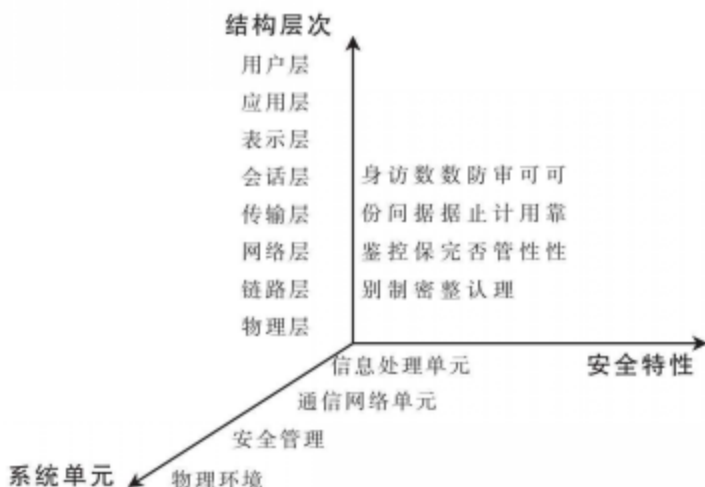 结构层次
用户层
应用层
表示层
会话层
传输层
网络层
链路层
物理层
身访数数防审可可
份问据据止计用靠
鉴控保完否管性性
别制密整认理
安全特性
信息处理单元
通信网络单元
安全管理
物理环境
系统单元